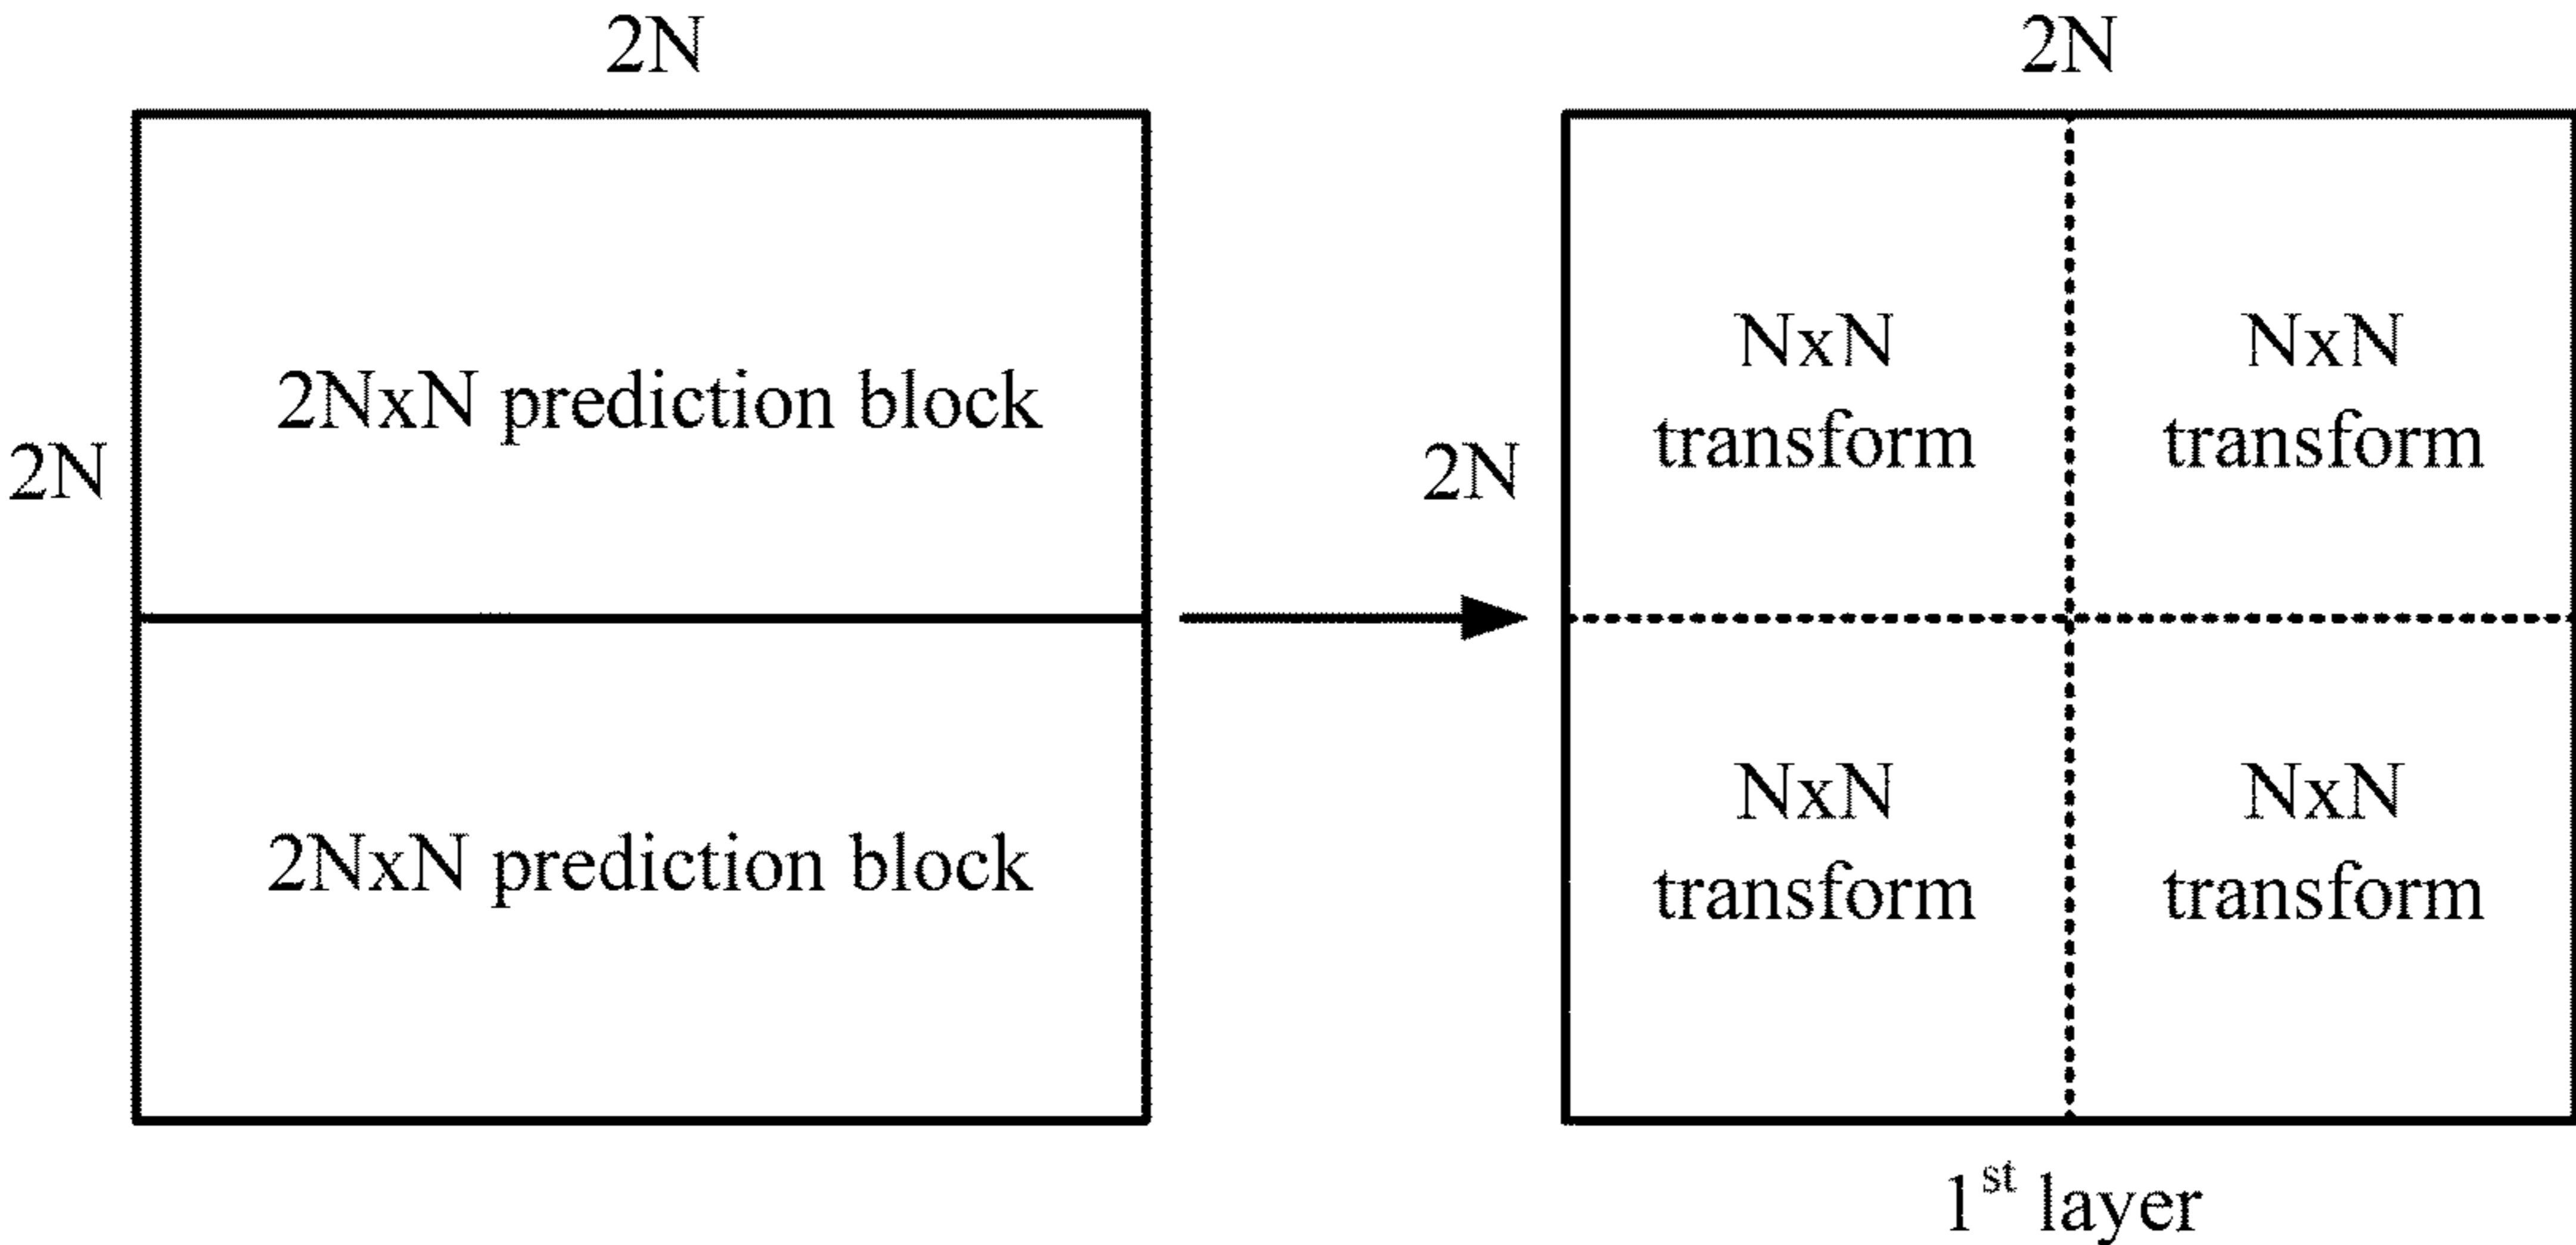 2N
2N
2NxN prediction block
2N
2NxN prediction block
2N
NxN
transform
NxN
transform
NxN
transform
NxN
transform
1st layer